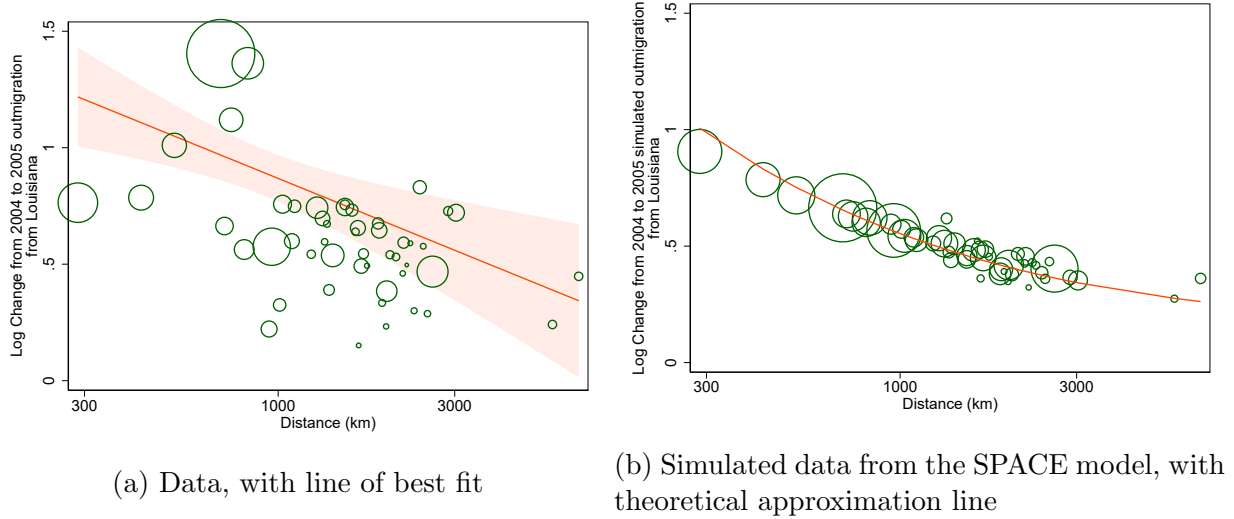 Log Change from 2004 to 2005 outmigration
from Louisiana
1.5
1
.5
0
300
1000
3000
Distance (km)
(a) Data, with line of best fit
Log Change from 2004 to 2005 simulated outmigration
from Louisiana
1.5
1
.5
0
300
1000
3000
Distance (km)
(b) Simulated data from the SPACE model, with
theoretical approximation line